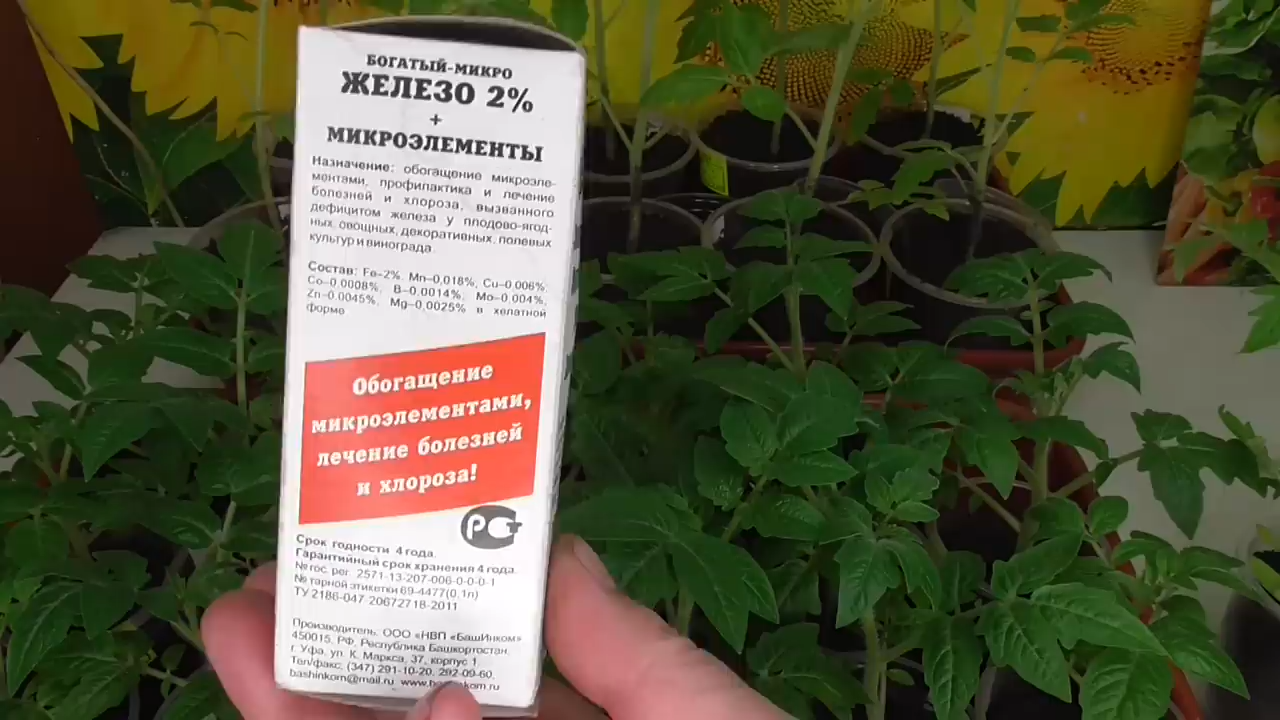 БОГАТЫЙ-МИКРО
ЖЕЛЕЗО 2%
+
МИКРОЭЛЕМЕНТЫ
Назначение: обогащение микроэле-
ментами, профилактика и лечение
болезней и хлороза, вызванного
дефицитом железа у плодово-ягод-
ных, овощных, декоративных, полевых
культур и винограда.
Состав: Fe–2%, Mn–0,018%, Cu–0,006%,
Co–0,0008%, B–0,0014%, Mo–0,004%,
Zn–0,0045%, Mg–0,0025% в хелатной
форме
Обогащение
микроэлементами,
лечение болезней
и хлороза!
РСТ
Срок годности 4 года.
Гарантийный срок хранения 4 года.
№ гос. рег. 2571-13-207-006-0-0-0-1
№ тарной этикетки 69-4477(0,1л)
ТУ 2186-047-20672718-2011
Производитель: ООО «НВП «БашИнком»
450015, РФ, Республика Башкортостан,
г. Уфа, ул. К. Маркса, 37, корпус 1,
Тел/факс: (347) 291-10-20, 292-09-60,
bashinkom@mail.ru